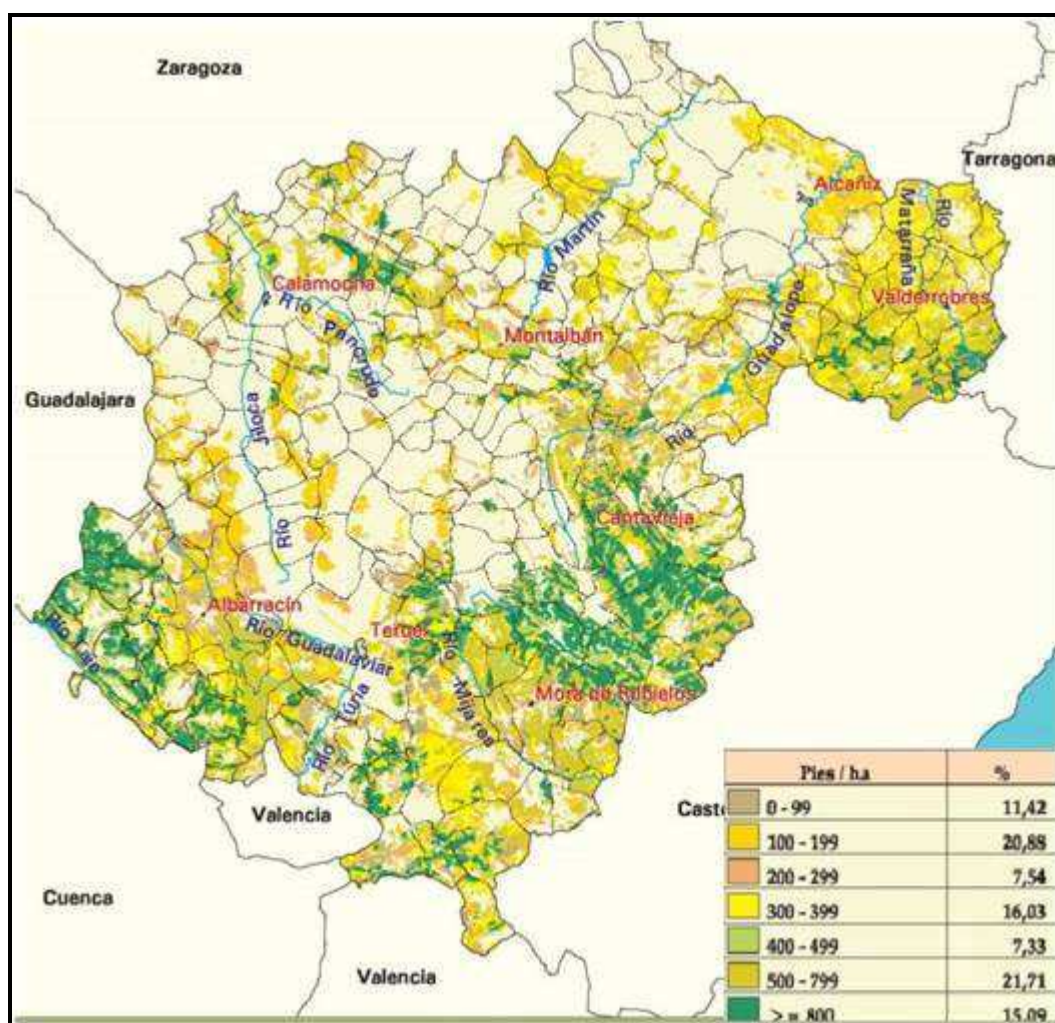 Zaragoza
Tarragona
Alcañiz
Río Martín
Río
Matarraña
Calamocha
Río Pancrudo
Valderrobres
Montalbán
Guadalope
Guadalajara
Jiloca
Río
Cantavieja
Río
Albarracín
Río Guadalaviar
Teruel
Río Tajo
Río Mijares
Mora de Rubielos
Río Turia
Valencia
Caste
Cuenca
Valencia
Pies / ha %
0 - 99 11,42
100 - 199 20,88
200 - 299 7,54
300 - 399 16,03
400 - 499 7,33
500 - 799 21,71
> = 800 15,09